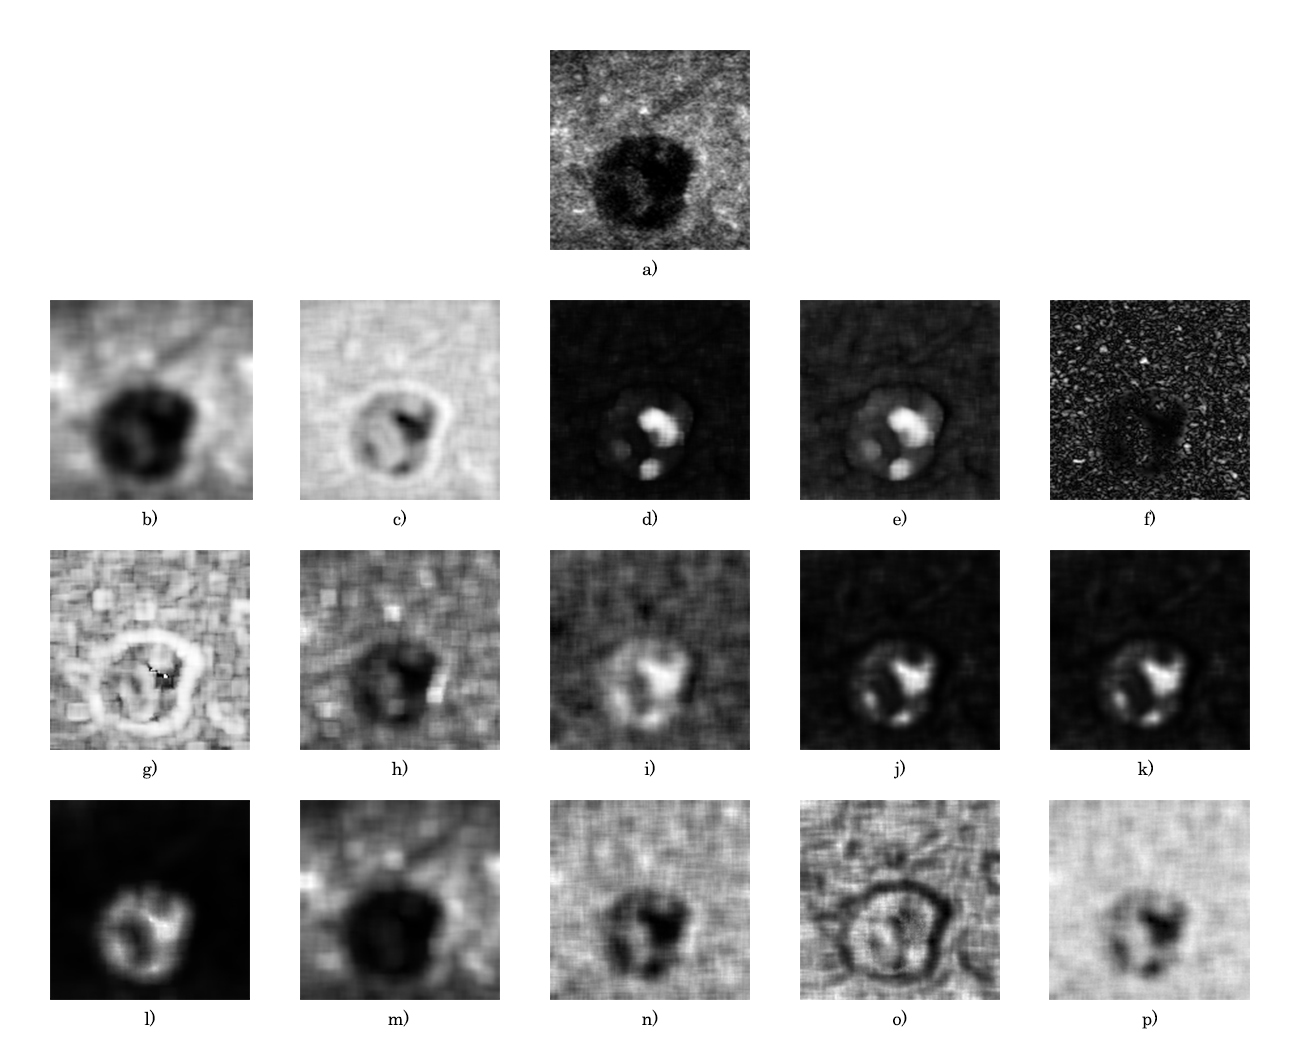 a)
b) c) d) e) f)
g) h) i) j) k)
l) m) n) o) p)